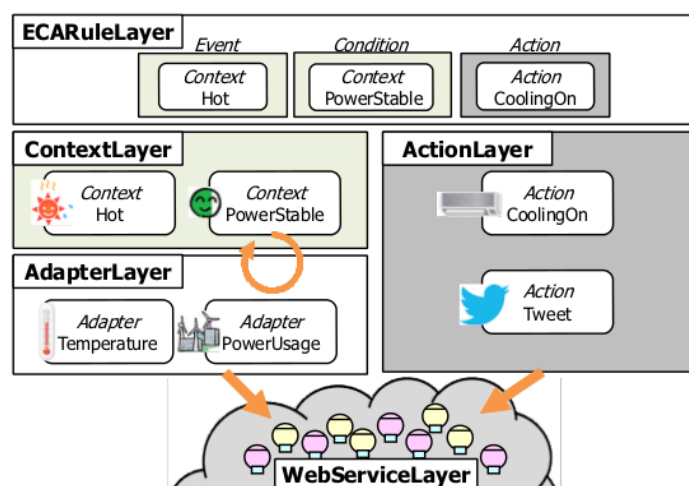 ECARuleLayer
Event
Condition
Action
Context
Hot
Context
PowerStable
Action
CoolingOn
ContextLayer
Context
Hot
Context
PowerStable
ActionLayer
Action
CoolingOn
Action
Tweet
AdapterLayer
Adapter
Temperature
Adapter
PowerUsage
WebServiceLayer